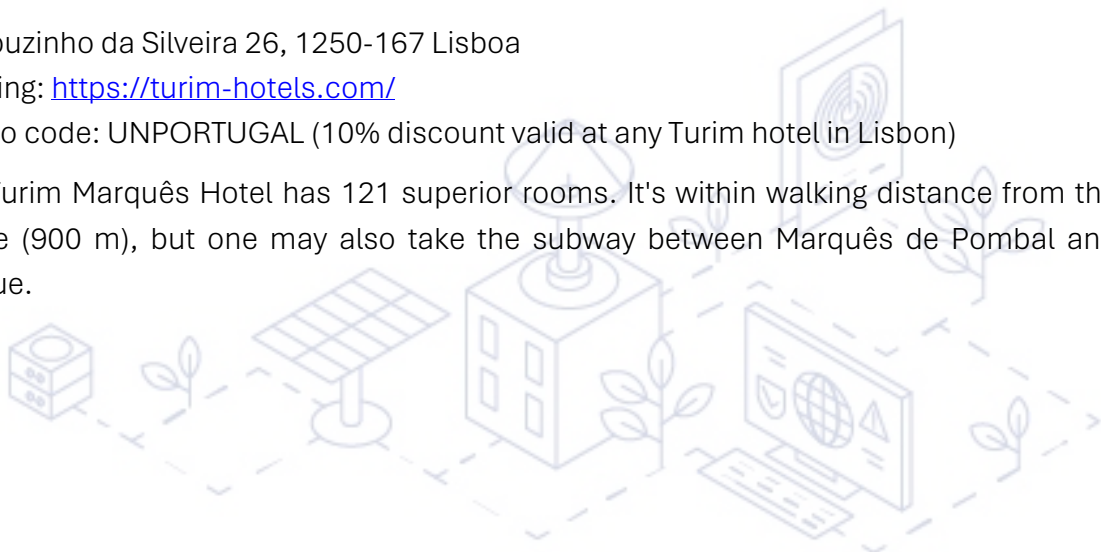 ouzinho da Silveira 26, 1250-167 Lisboa
ing: https://turim-hotels.com/
o code: UNPORTUGAL (10% discount valid at any Turim hotel in Lisbon)
urim Marquês Hotel has 121 superior rooms. It's within walking distance from th
e (900 m), but one may also take the subway between Marquês de Pombal an
ue.